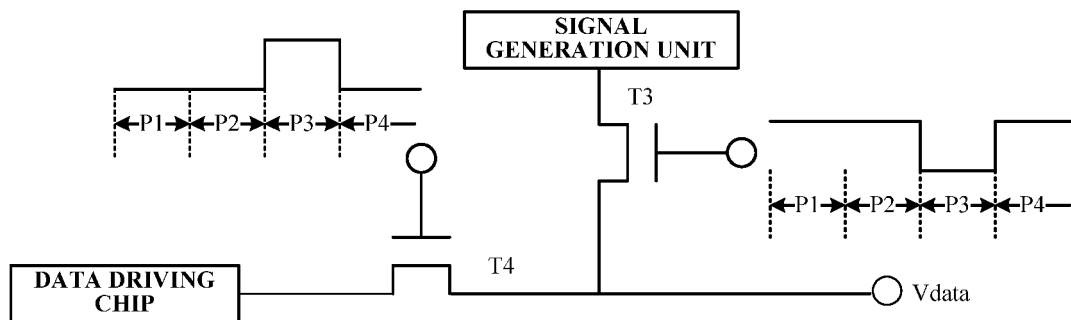 SIGNAL
GENERATION UNIT
T3
P1 P2 P3 P4
P1 P2 P3 P4
T4
DATA DRIVING
CHIP
Vdata